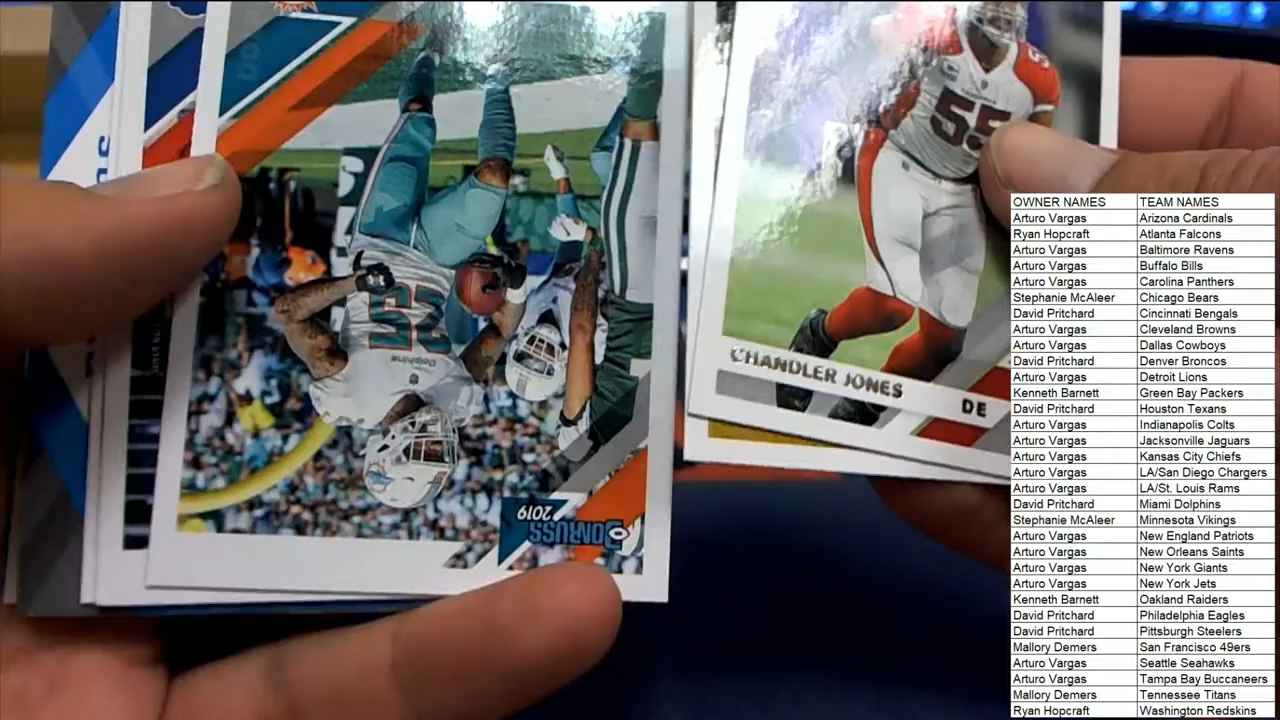 2019
DONRUSS
Dolphins
25
55
CHANDLER JONES
DE
OWNER NAMES TEAM NAMES
Arturo Vargas Arizona Cardinals
Ryan Hopcraft Atlanta Falcons
Arturo Vargas Baltimore Ravens
Arturo Vargas Buffalo Bills
Arturo Vargas Carolina Panthers
Stephanie McAleer Chicago Bears
David Pritchard Cincinnati Bengals
Arturo Vargas Cleveland Browns
Arturo Vargas Dallas Cowboys
David Pritchard Denver Broncos
Arturo Vargas Detroit Lions
Kenneth Barnett Green Bay Packers
David Pritchard Houston Texans
Arturo Vargas Indianapolis Colts
Arturo Vargas Jacksonville Jaguars
Arturo Vargas Kansas City Chiefs
Arturo Vargas LA/San Diego Chargers
Arturo Vargas LA/St. Louis Rams
David Pritchard Miami Dolphins
Stephanie McAleer Minnesota Vikings
Arturo Vargas New England Patriots
Arturo Vargas New Orleans Saints
Arturo Vargas New York Giants
Arturo Vargas New York Jets
Kenneth Barnett Oakland Raiders
David Pritchard Philadelphia Eagles
David Pritchard Pittsburgh Steelers
Mallory Demers San Francisco 49ers
Arturo Vargas Seattle Seahawks
Arturo Vargas Tampa Bay Buccaneers
Mallory Demers Tennessee Titans
Ryan Hopcraft Washington Redskins